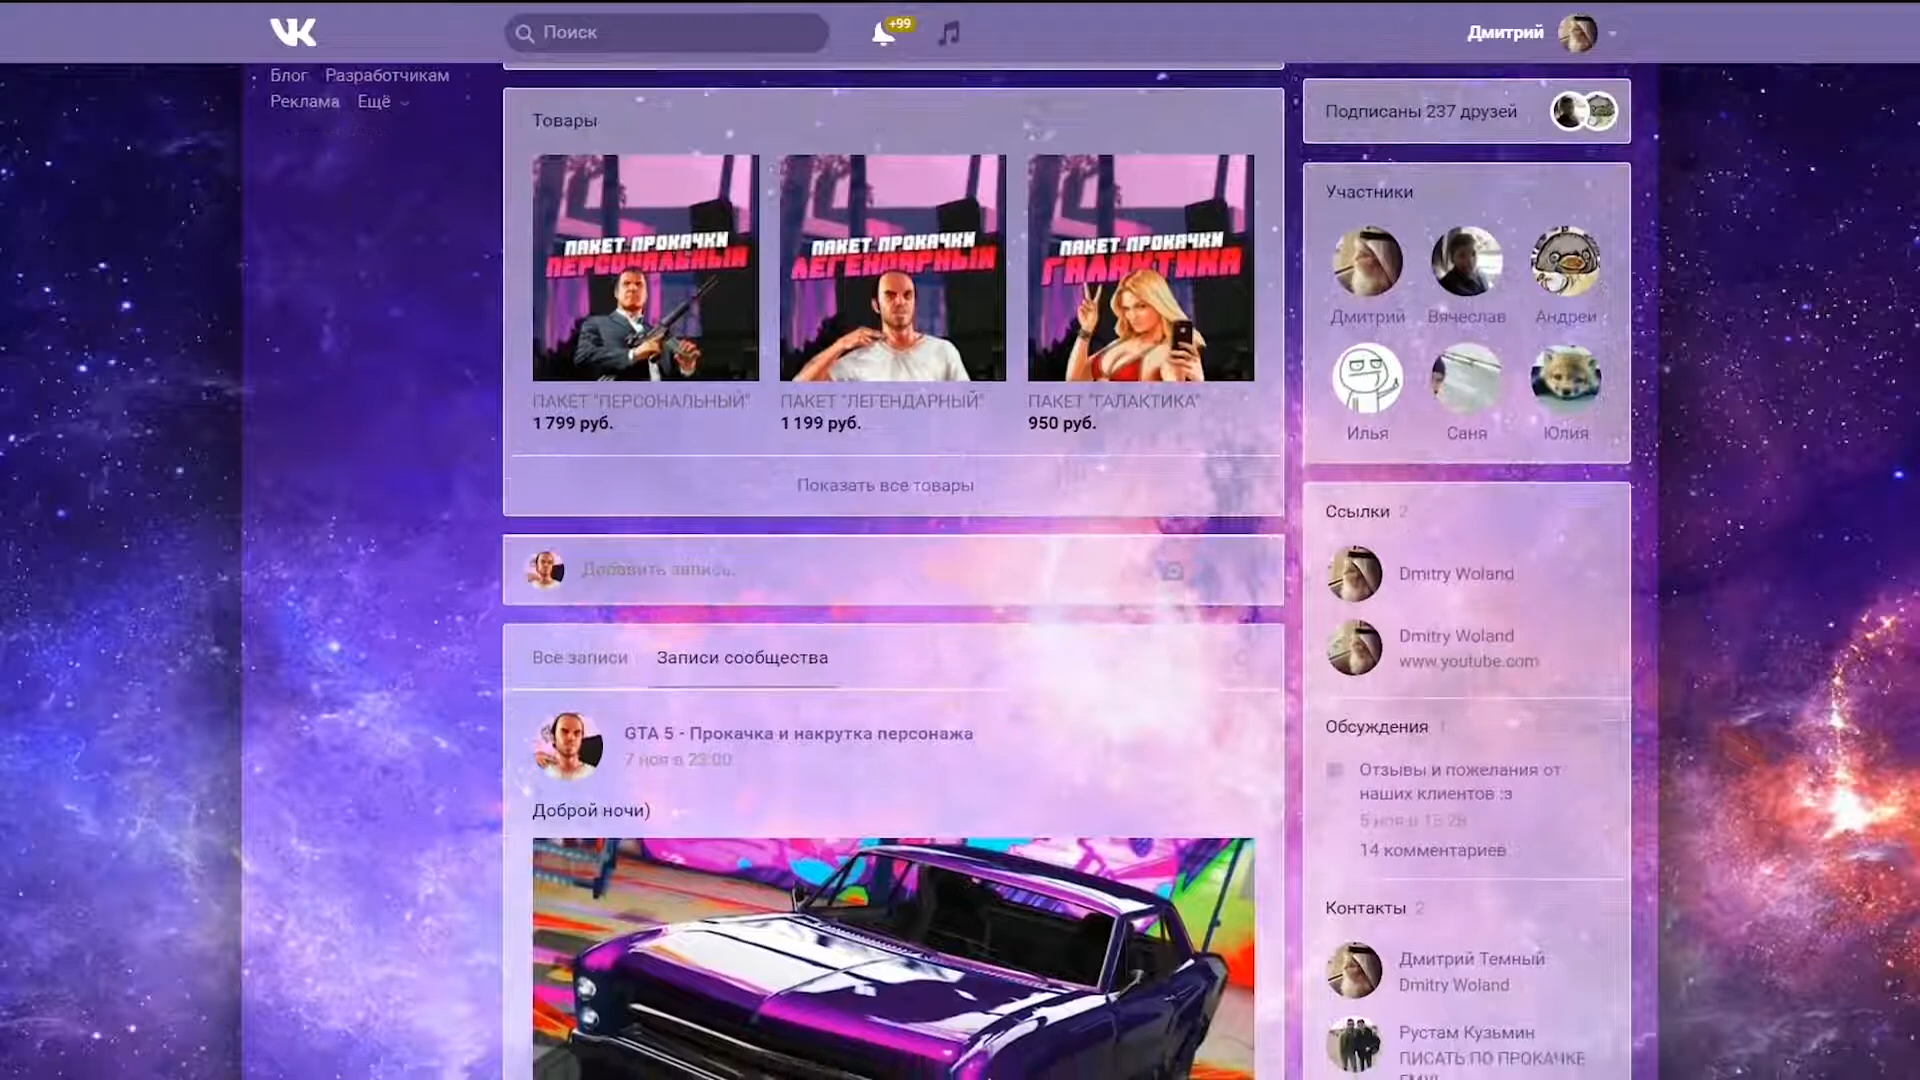 VK
Поиск
+99
Дмитрий
Блог Разработчикам
Реклама Ещё
Товары
ПАКЕТ ПРОКАЧКИ
ПЕРСОНАЛЬНЫЙ
ПАКЕТ "ПЕРСОНАЛЬНЫЙ"
1 799 руб.
ПАКЕТ ПРОКАЧКИ
ЛЕГЕНДАРНЫЙ
ПАКЕТ "ЛЕГЕНДАРНЫЙ"
1 199 руб.
ПАКЕТ ПРОКАЧКИ
ГАЛАКТИКА
ПАКЕТ "ГАЛАКТИКА"
950 руб.
Показать все товары
Добавить запись...
Все записи Записи сообщества
GTA 5 - Прокачка и накрутка персонажа
7 ноя в 23:00
Доброй ночи)
Подписаны 237 друзей
Участники
Дмитрий Вячеслав Андрей
Илья Саня Юлия
Ссылки 2
Dmitry Woland
Dmitry Woland
www.youtube.com
Обсуждения 1
Отзывы и пожелания от
наших клиентов :з
5 ноя в
14 комментариев
Контакты 2
Дмитрий Темный
Dmitry Woland
Рустам Кузьмин
ПИСАТЬ ПО ПРОКАЧКЕ